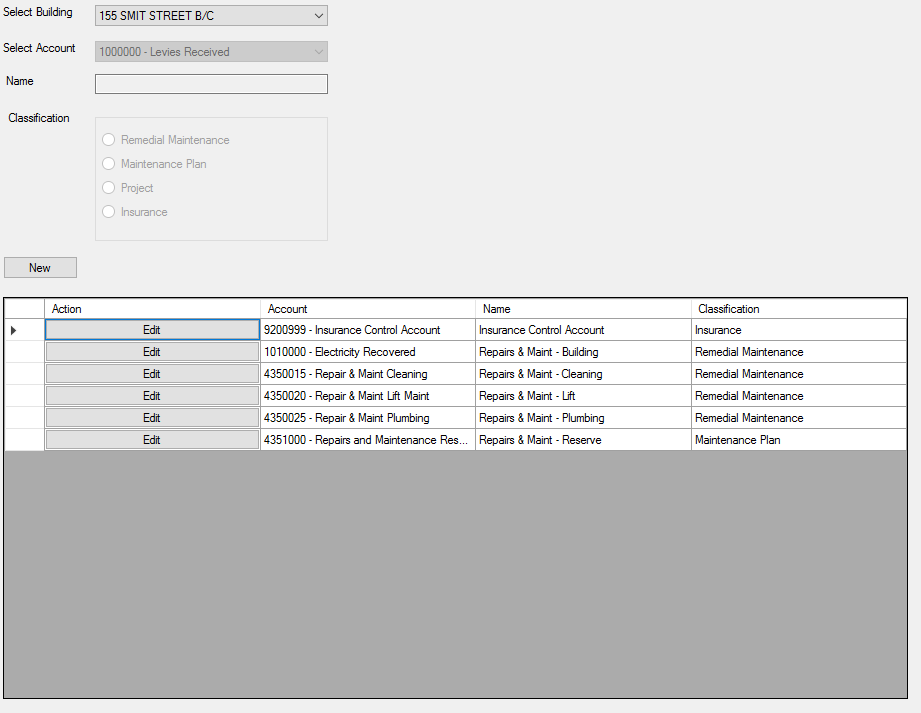 Select Building 155 SMIT STREET B/C
Select Account 1000000 - Levies Received
Name
Classification
Remedial Maintenance
Maintenance Plan
Project
Insurance
New
Action Account Name Classification
Edit 9200999 - Insurance Control Account Insurance Control Account Insurance
Edit 1010000 - Electricity Recovered Repairs & Maint - Building Remedial Maintenance
Edit 4350015 - Repair & Maint Cleaning Repairs & Maint - Cleaning Remedial Maintenance
Edit 4350020 - Repair & Maint Lift Maint Repairs & Maint - Lift Remedial Maintenance
Edit 4350025 - Repair & Maint Plumbing Repairs & Maint - Plumbing Remedial Maintenance
Edit 4351000 - Repairs and Maintenance Res... Repairs & Maint - Reserve Maintenance Plan